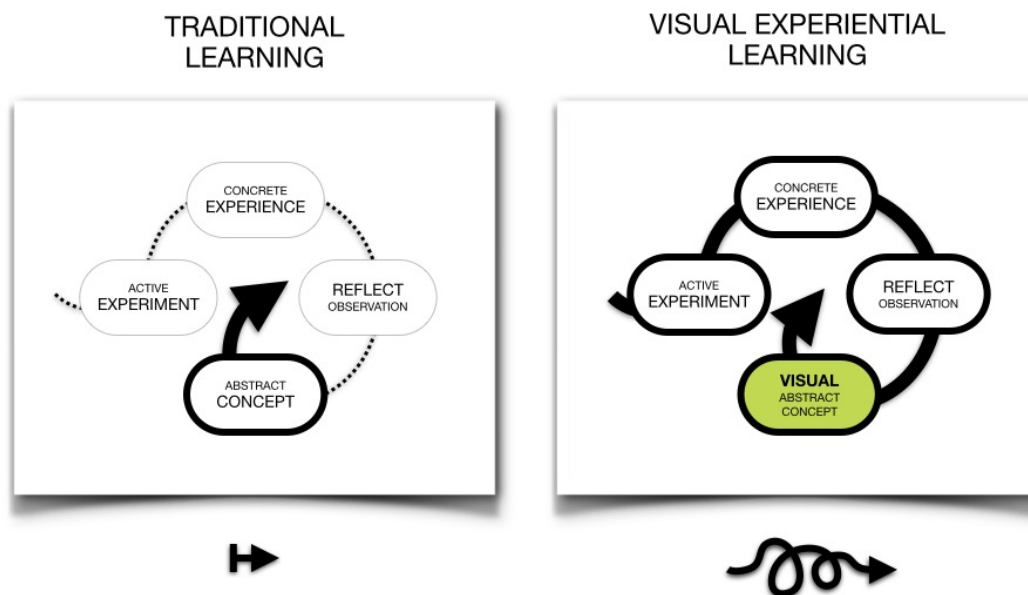 TRADITIONAL
LEARNING
CONCRETE
EXPERIENCE
ACTIVE
EXPERIMENT
REFLECT
OBSERVATION
ABSTRACT
CONCEPT
VISUAL EXPERIENTIAL
LEARNING
CONCRETE
EXPERIENCE
ACTIVE
EXPERIMENT
REFLECT
OBSERVATION
VISUAL
ABSTRACT
CONCEPT